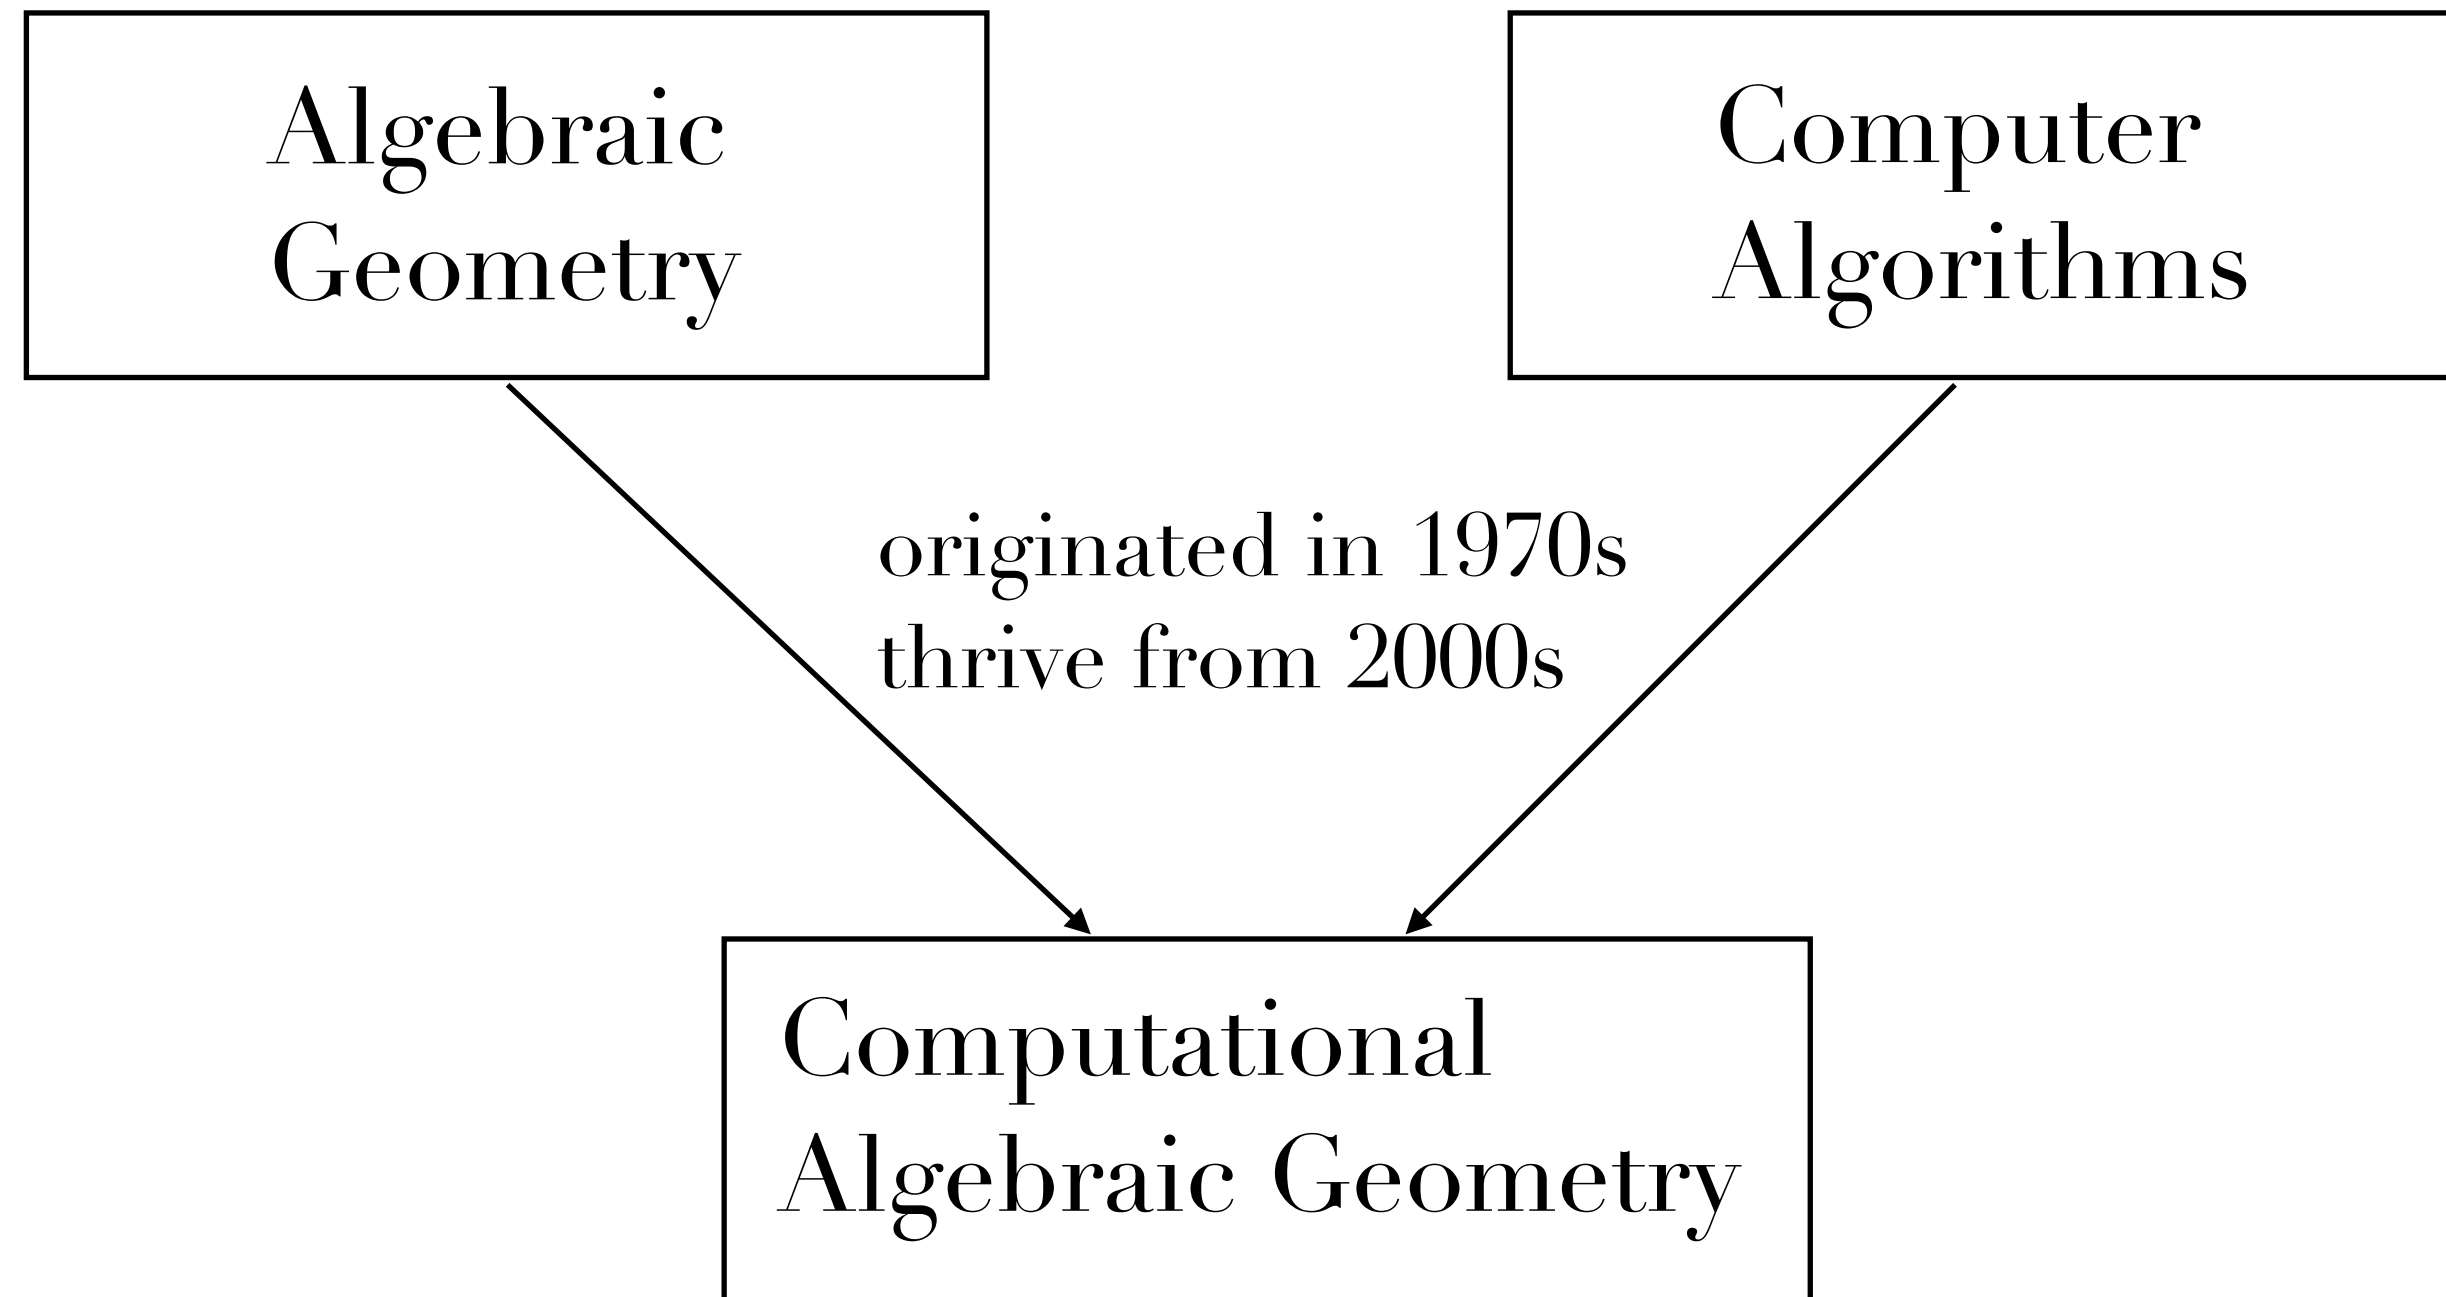 Algebraic
Geometry
Computer
Algorithms
originated in 1970s
thrive from 2000s
Computational
Algebraic Geometry